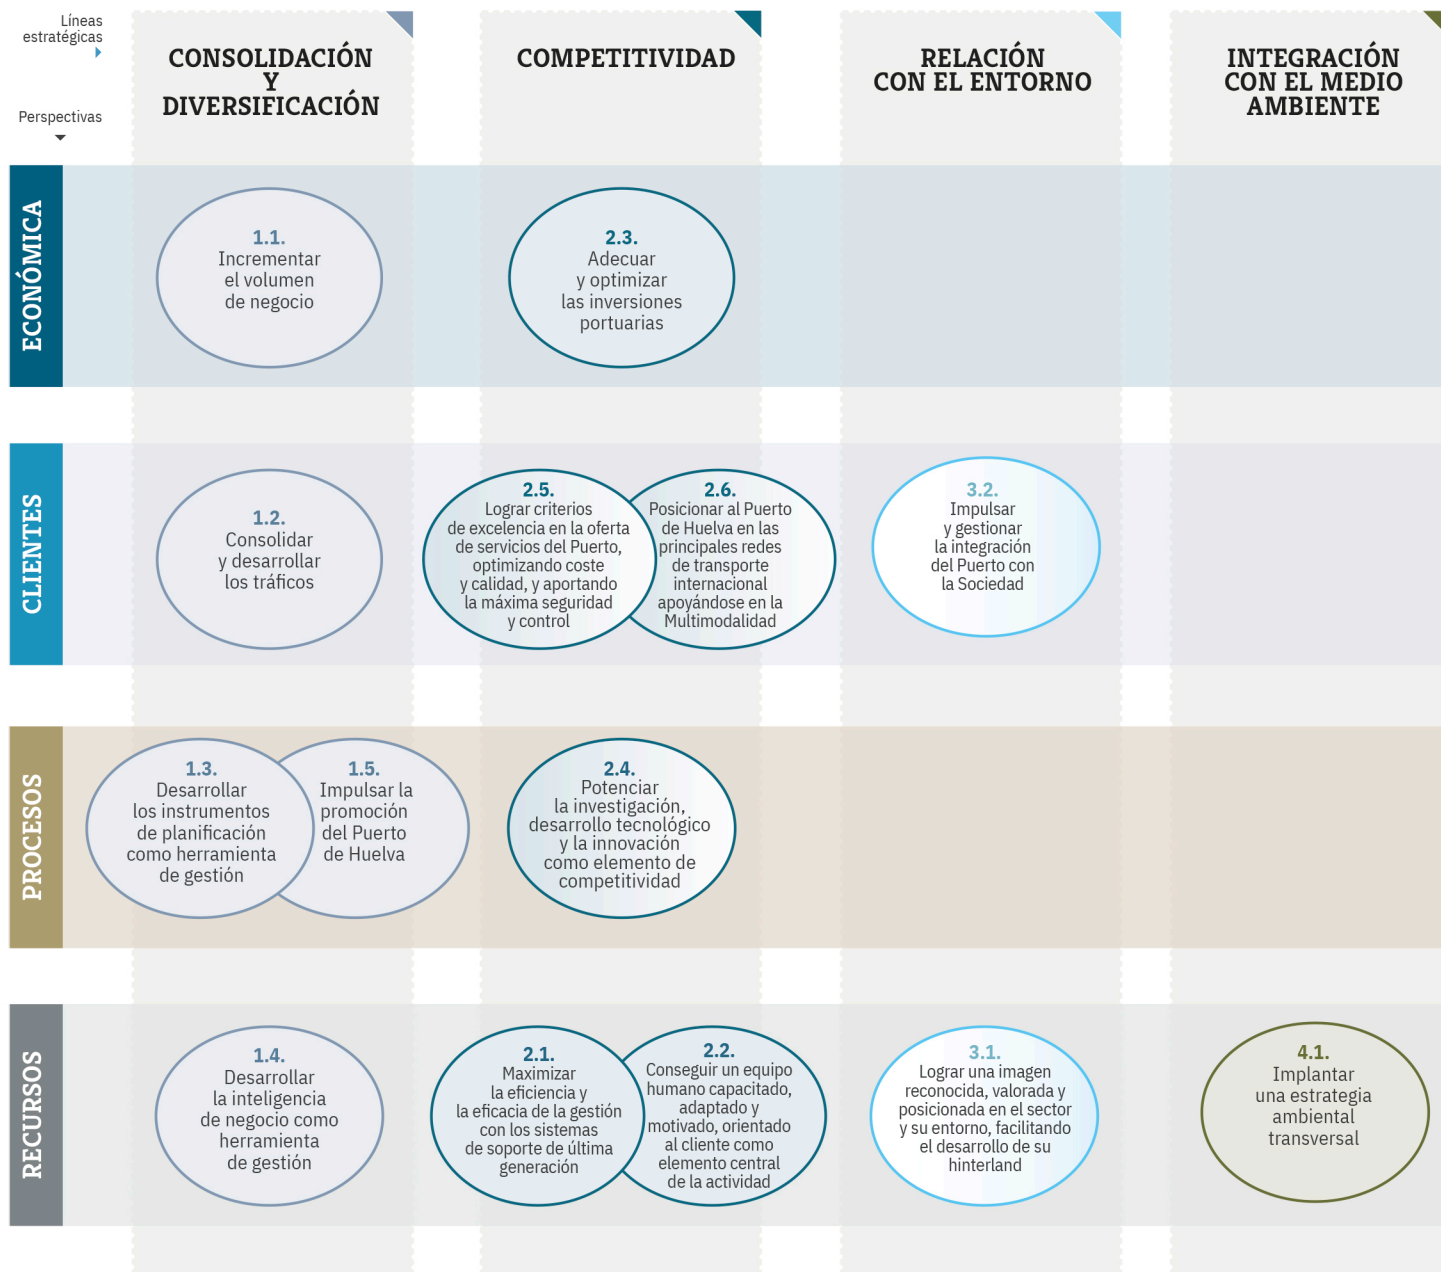 Líneas
estratégicas
Perspectivas
CONSOLIDACIÓN
Y
DIVERSIFICACIÓN
COMPETITIVIDAD
RELACIÓN
CON EL ENTORNO
INTEGRACIÓN
CON EL MEDIO
AMBIENTE
ECONÓMICA
1.1.
Incrementar
el volumen
de negocio
2.3.
Adecuar
y optimizar
las inversiones
portuarias
CLIENTES
1.2.
Consolidar
y desarrollar
los tráficos
2.5.
Lograr criterios
de excelencia en la oferta
de servicios del Puerto,
optimizando coste
y calidad, y aportando
la máxima seguridad
y control
2.6.
Posicionar al Puerto
de Huelva en las
principales redes
de transporte
internacional
apoyándose en la
Multimodalidad
3.2.
Impulsar
y gestionar
la integración
del Puerto con
la Sociedad
PROCESOS
1.3.
Desarrollar
los instrumentos
de planificación
como herramienta
de gestión
1.5.
Impulsar la
promoción
del Puerto
de Huelva
2.4.
Potenciar
la investigación,
desarrollo tecnológico
y la innovación
como elemento de
competitividad
RECURSOS
1.4.
Desarrollar
la inteligencia
de negocio como
herramienta
de gestión
2.1.
Maximizar
la eficiencia y
la eficacia de la gestión
con los sistemas
de soporte de última
generación
2.2.
Conseguir un equipo
humano capacitado,
adaptado y
motivado, orientado
al cliente como
elemento central
de la actividad
3.1.
Lograr una imagen
reconocida, valorada y
posicionada en el sector
y su entorno, facilitando
el desarrollo de su
hinterland
4.1.
Implantar
una estrategia
ambiental
transversal